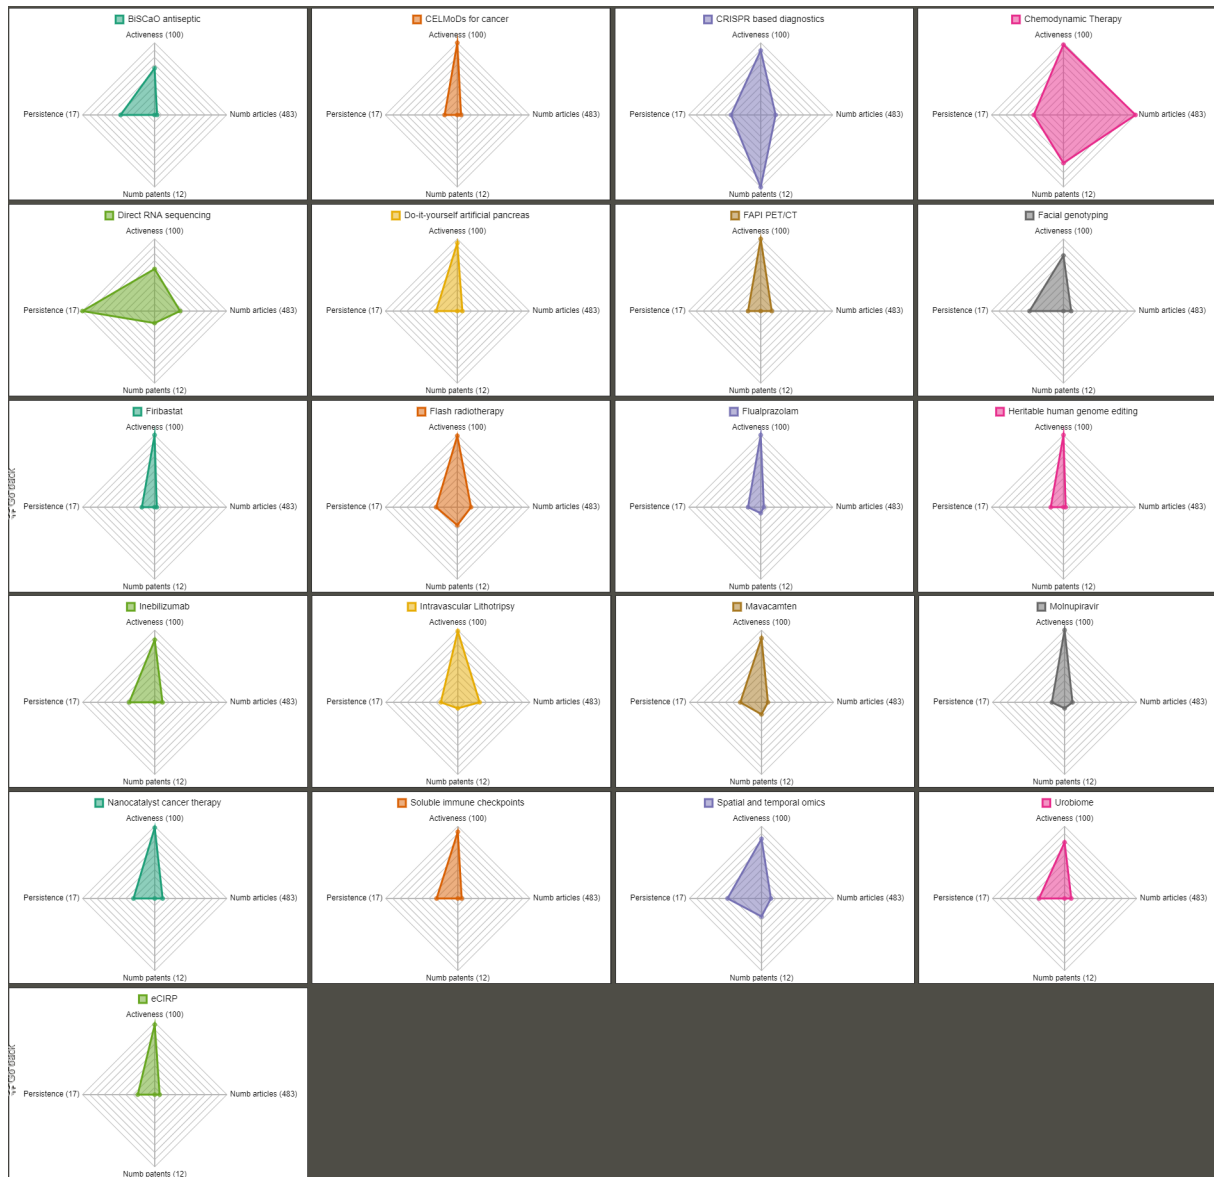 BiSCaO antiseptic
Activeness (100)
Persistence (17)
Numb articles (483)
Numb patents (12)
CELMoDs for cancer
Activeness (100)
Persistence (17)
Numb articles (483)
Numb patents (12)
CRISPR based diagnostics
Activeness (100)
Persistence (17)
Numb articles (483)
Numb patents (12)
Chemodynamic Therapy
Activeness (100)
Persistence (17)
Numb articles (483)
Numb patents (12)
Direct RNA sequencing
Activeness (100)
Persistence (17)
Numb articles (483)
Numb patents (12)
Do-it-yourself artificial pancreas
Activeness (100)
Persistence (17)
Numb articles (483)
Numb patents (12)
FAPI PET/CT
Activeness (100)
Persistence (17)
Numb articles (483)
Numb patents (12)
Facial genotyping
Activeness (100)
Persistence (17)
Numb articles (483)
Numb patents (12)
Firibastat
Activeness (100)
Persistence (17)
Numb articles (483)
Numb patents (12)
Flash radiotherapy
Activeness (100)
Persistence (17)
Numb articles (483)
Numb patents (12)
Flualprazolam
Activeness (100)
Persistence (17)
Numb articles (483)
Numb patents (12)
Heritable human genome editing
Activeness (100)
Persistence (17)
Numb articles (483)
Numb patents (12)
Go back
Inebilizumab
Activeness (100)
Persistence (17)
Numb articles (483)
Numb patents (12)
Intravascular Lithotripsy
Activeness (100)
Persistence (17)
Numb articles (483)
Numb patents (12)
Mavacamten
Activeness (100)
Persistence (17)
Numb articles (483)
Numb patents (12)
Molnupiravir
Activeness (100)
Persistence (17)
Numb articles (483)
Numb patents (12)
Nanocatalyst cancer therapy
Activeness (100)
Persistence (17)
Numb articles (483)
Numb patents (12)
Soluble immune checkpoints
Activeness (100)
Persistence (17)
Numb articles (483)
Numb patents (12)
Spatial and temporal omics
Activeness (100)
Persistence (17)
Numb articles (483)
Numb patents (12)
Urobiome
Activeness (100)
Persistence (17)
Numb articles (483)
Numb patents (12)
eCIRP
Activeness (100)
Persistence (17)
Numb articles (483)
Numb patents (12)
Go back